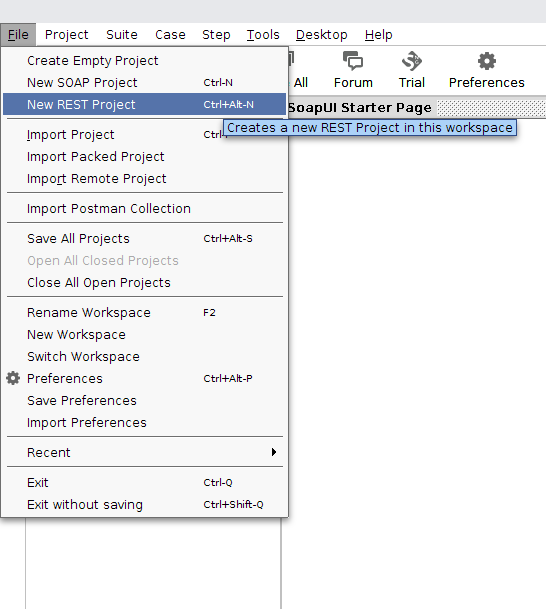 File Project Suite Case Step Tools Desktop Help
All Forum Trial Preferences
SoapUI Starter Page
Create Empty Project
New SOAP Project Ctrl-N
New REST Project Ctrl+Alt-N
Creates a new REST Project in this workspace
Import Project
Import Packed Project
Import Remote Project
Import Postman Collection
Save All Projects Ctrl+Alt-S
Open All Closed Projects
Close All Open Projects
Rename Workspace F2
New Workspace
Switch Workspace
Preferences Ctrl+Alt-P
Save Preferences
Import Preferences
Recent
Exit Ctrl-Q
Exit without saving Ctrl+Shift-Q